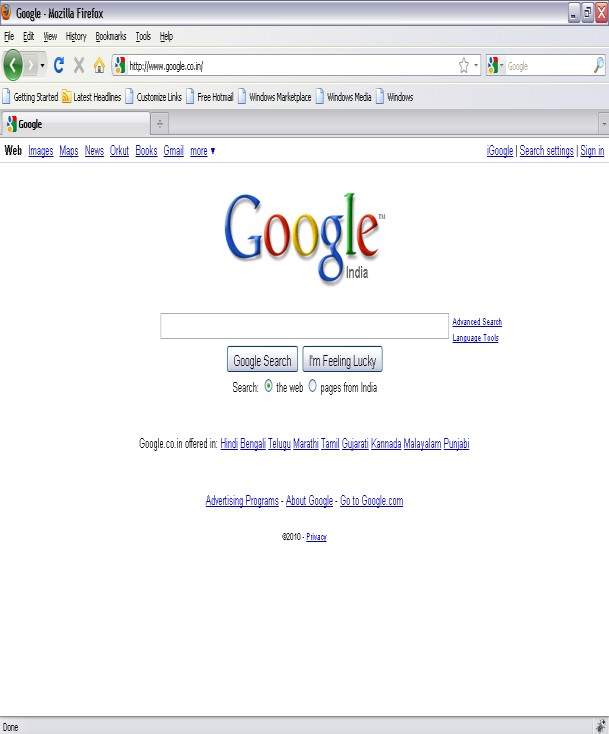 Google - Mozilla Firefox
File Edit View History Bookmarks Tools Help
http://www.google.co.in/ Google
Getting Started Latest Headlines Customize Links Free Hotmail Windows Marketplace Windows Media Windows
Google
Web Images Maps News Orkut Books Gmail more ▼ iGoogle | Search settings | Sign in
Google™
India
Advanced Search
Language Tools
Google Search I'm Feeling Lucky
Search: the web pages from India
Google.co.in offered in: Hindi Bengali Telugu Marathi Tamil Gujarati Kannada Malayalam Punjabi
Advertising Programs - About Google - Go to Google.com
©2010 - Privacy
Done